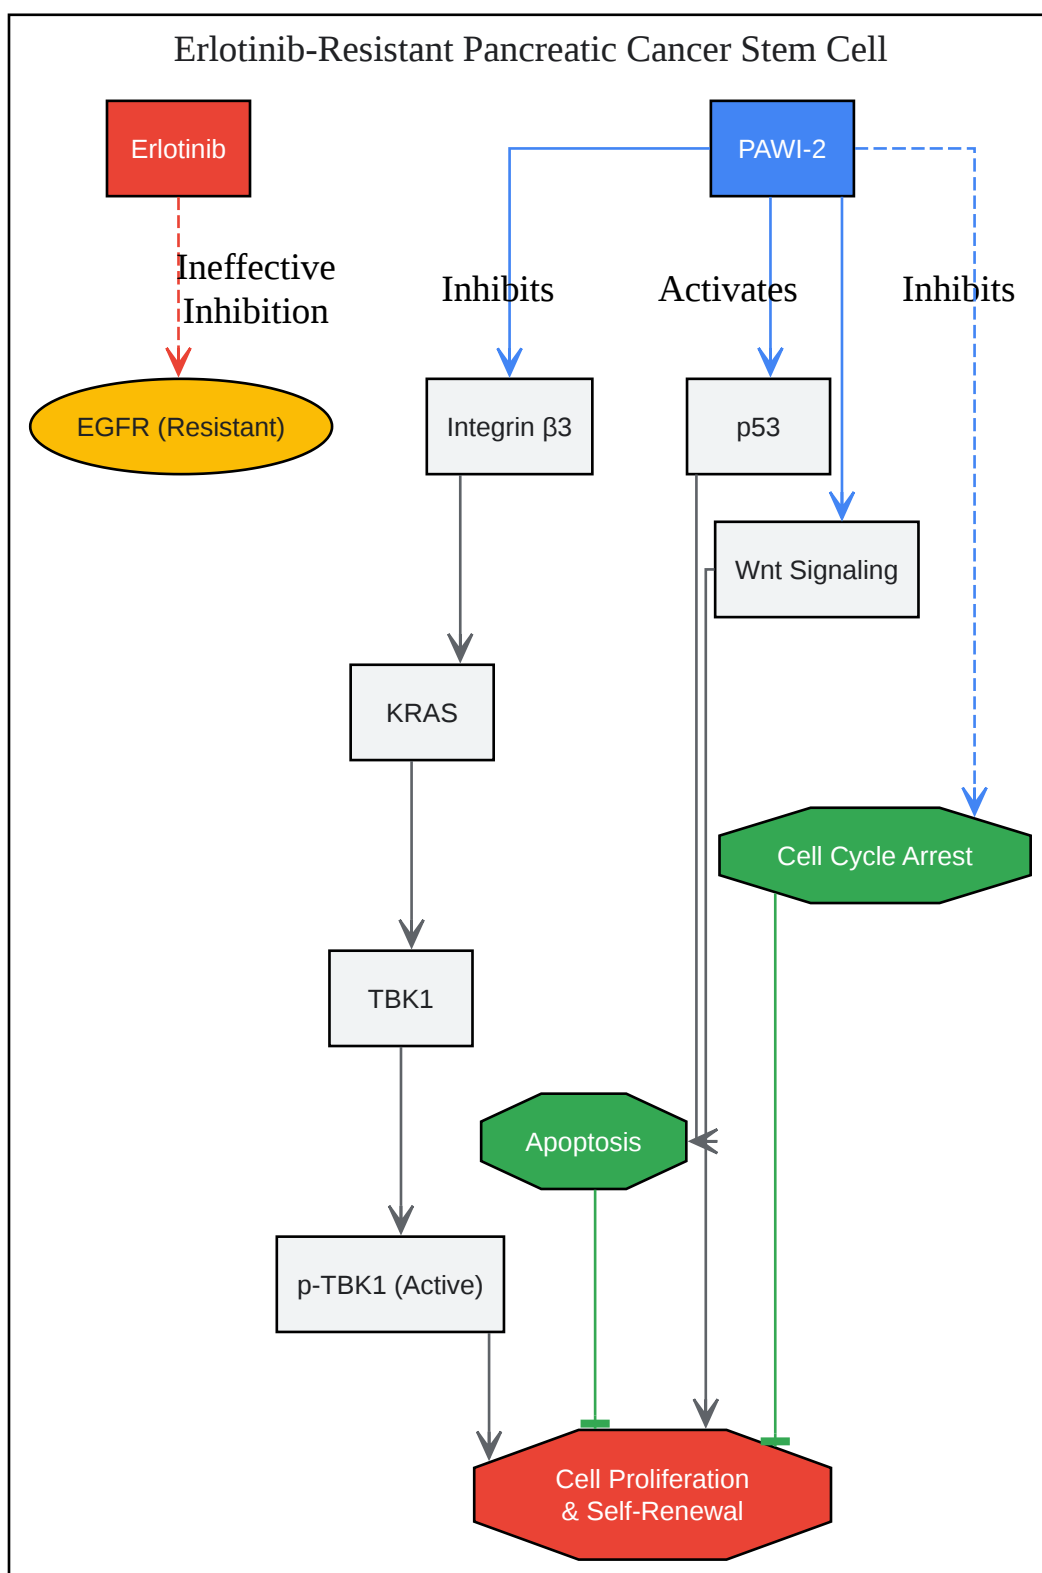 Erlotinib-Resistant Pancreatic Cancer Stem Cell
Erlotinib
PAWI-2
Ineffective
Inhibition
Inhibits
Activates
Inhibits
EGFR (Resistant)
Integrin β3
p53
Wnt Signaling
KRAS
Cell Cycle Arrest
TBK1
Apoptosis
p-TBK1 (Active)
Cell Proliferation
& Self-Renewal